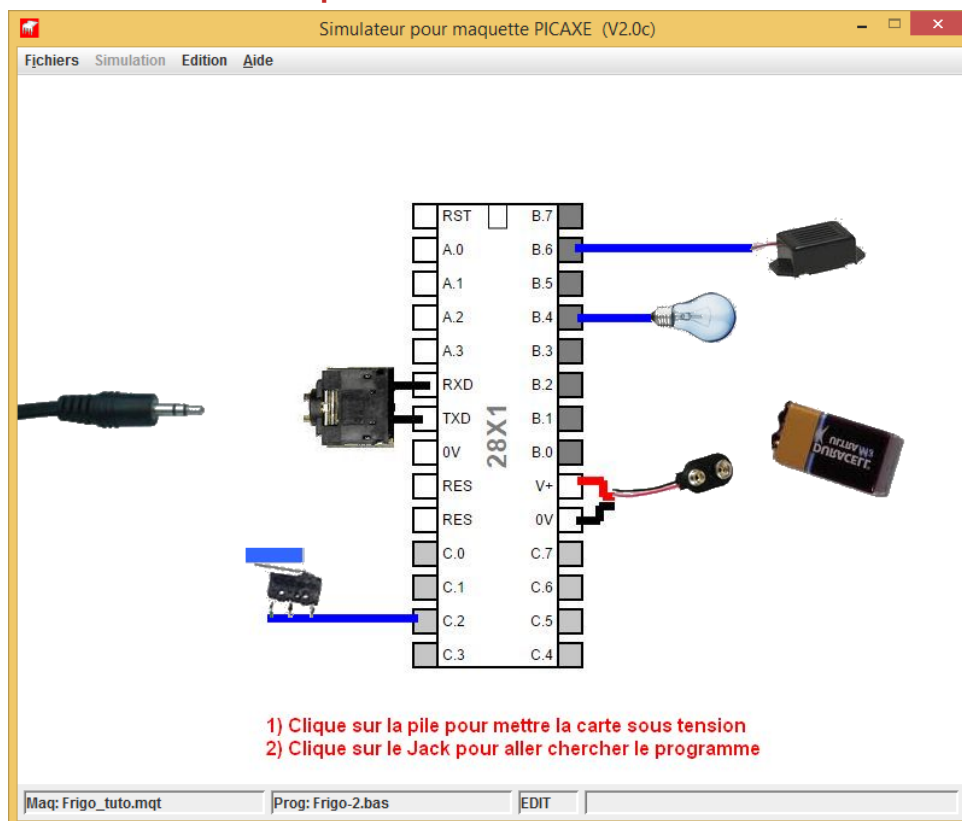 Simulateur pour maquette PICAXE (V2.0c)
Fichiers Simulation Edition Aide
RST B.7
A.0 B.6
A.1 B.5
A.2 B.4
A.3 B.3
RXD B.2
TXD B.1
0V B.0
RES V+
RES 0V
C.0 C.7
C.1 C.6
C.2 C.5
C.3 C.4
28X1
ULTRA M3
DURACELL
1) Clique sur la pile pour mettre la carte sous tension
2) Clique sur le Jack pour aller chercher le programme
Maq: Frigo_tuto.mqt Prog: Frigo-2.bas EDIT